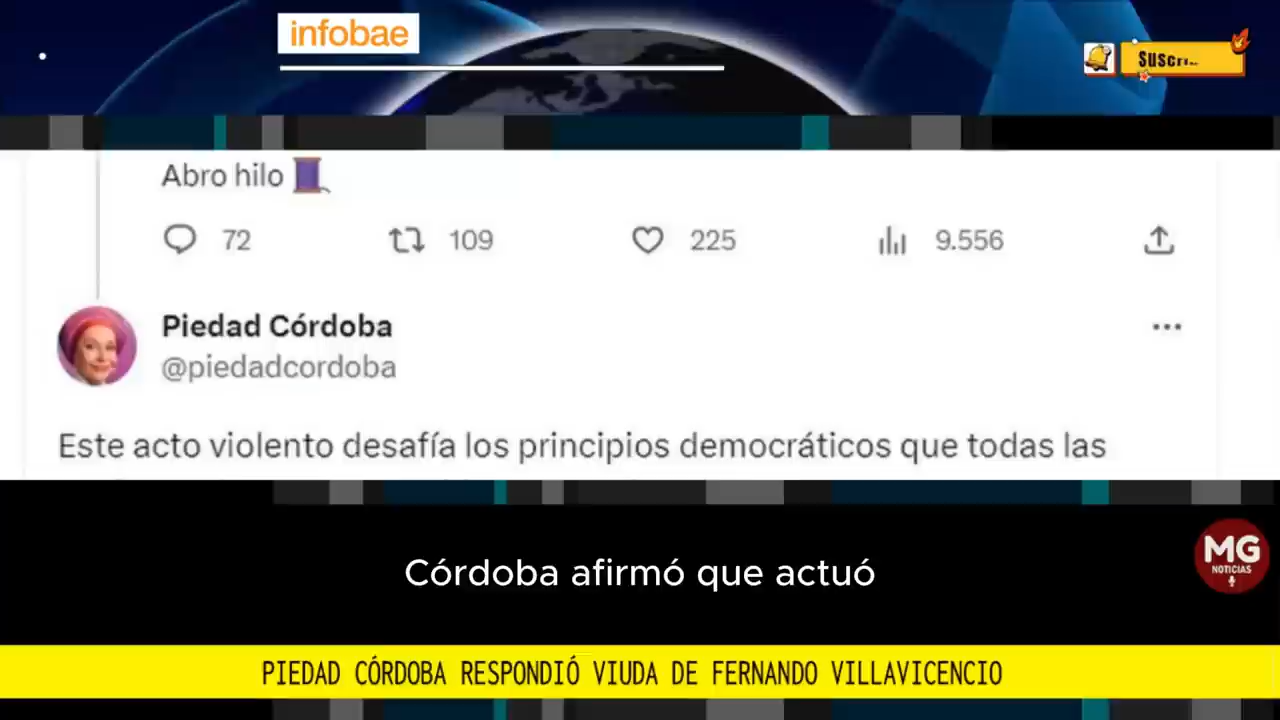 infobae
Suscri...
Abro hilo
72
109
225
9.556
Piedad Córdoba
@piedadcordoba
Este acto violento desafía los principios democráticos que todas las
Córdoba afirmó que actuó
MG
NOTICIAS
PIEDAD CÓRDOBA RESPONDIÓ VIUDA DE FERNANDO VILLAVICENCIO